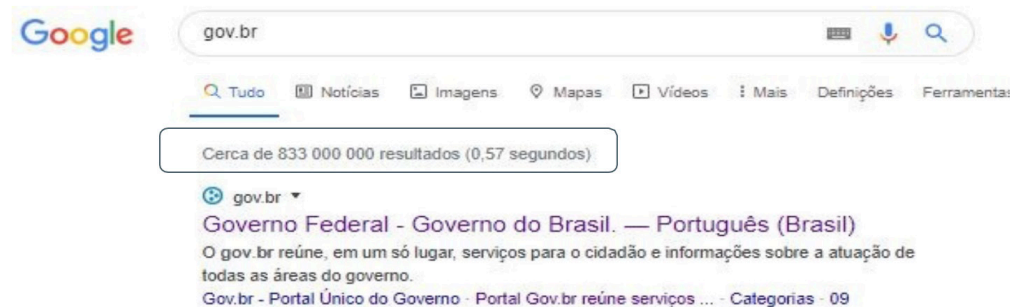 Google
gov.br
Tudo Notícias Imagens Mapas Vídeos Mais Definições Ferramentas
Cerca de 833 000 000 resultados (0,57 segundos)
gov.br
Governo Federal - Governo do Brasil. — Português (Brasil)
O gov.br reúne, em um só lugar, serviços para o cidadão e informações sobre a atuação de
todas as áreas do governo.
Gov.br - Portal Único do Governo · Portal Gov.br reúne serviços ... · Categorias · 09